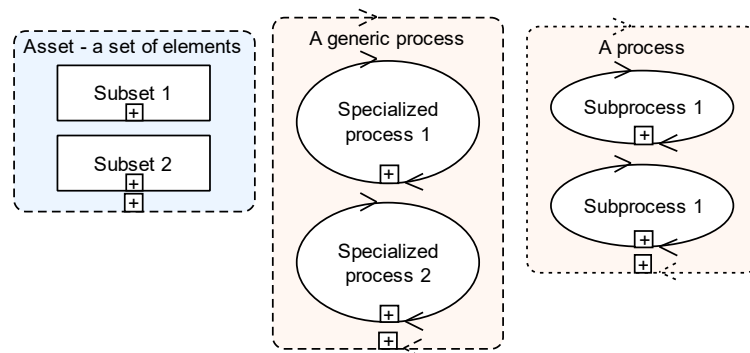 Asset - a set of elements
Subset 1
+
Subset 2
+
+
A generic process
Specialized
process 1
+
Specialized
process 2
+
+
A process
Subprocess 1
+
Subprocess 1
+
+